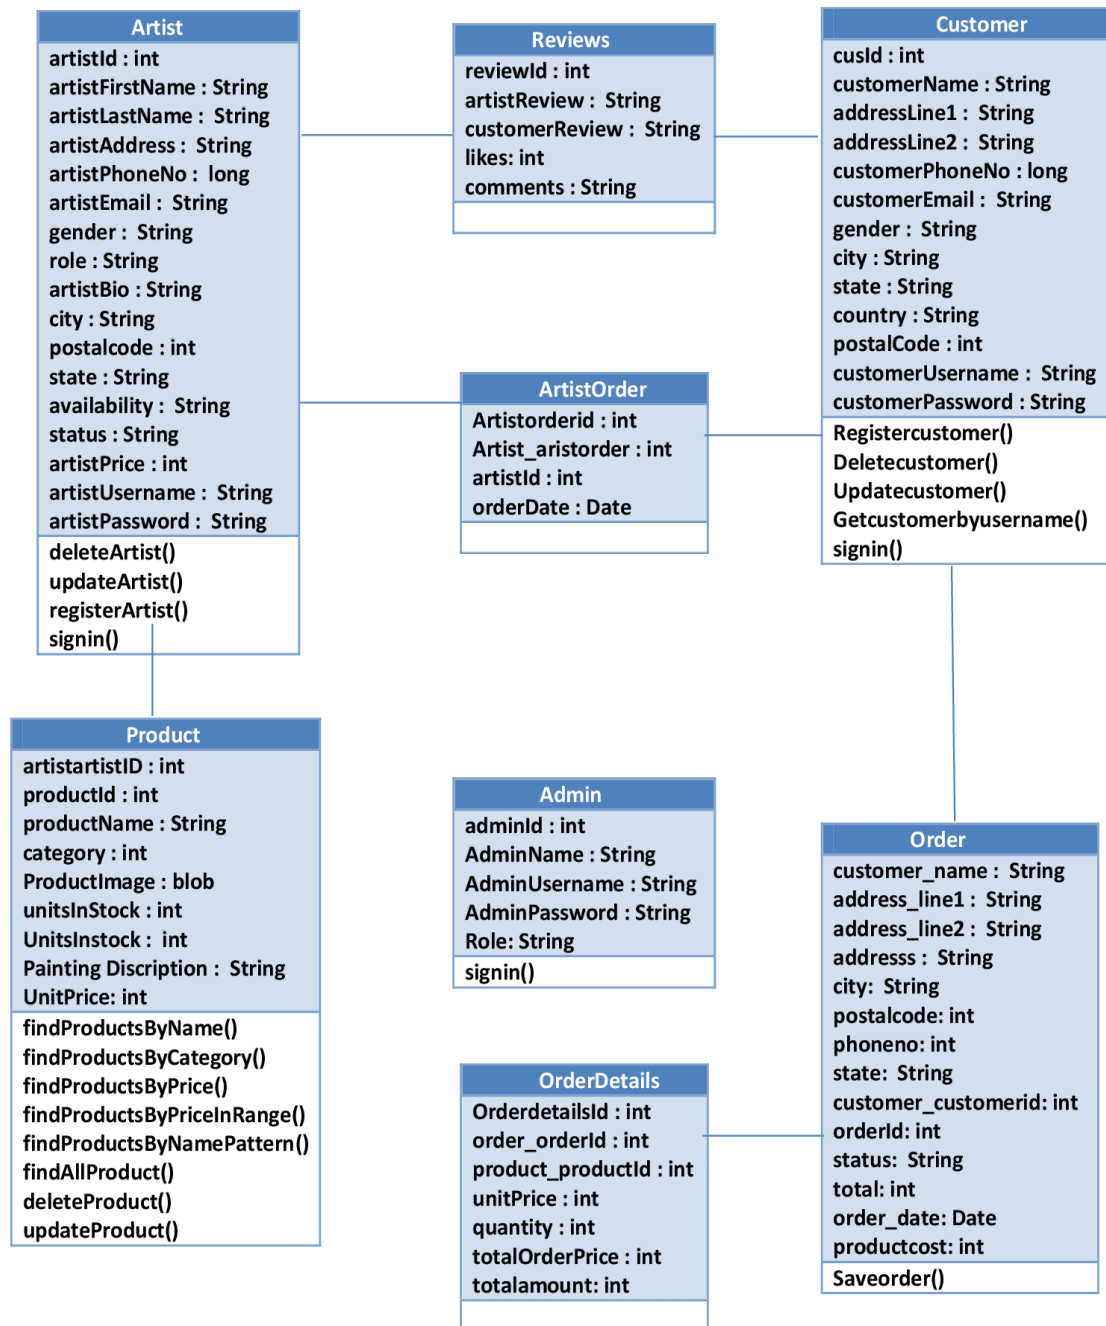 Artist
artistId : int
artistFirstName : String
artistLastName :  String
artistAddress :  String
artistPhoneNo :  long
artistEmail :  String
gender :  String
role : String
artistBio : String
city : String
postalcode : int
state : String
availability :  String
status : String
artistPrice : int
artistUsername :  String
artistPassword :  String
deleteArtist()
updateArtist()
registerArtist()
signin()
Reviews
reviewId : int
artistReview :  String
customerReview :  String
likes: int
comments : String
Customer
cusId : int
customerName : String
addressLine1 :  String
addressLine2 :  String
customerPhoneNo : long
customerEmail :  String
gender :  String
city : String
state : String
country : String
postalCode : int
customerUsername :  String
customerPassword : String
Registercustomer()
Deletecustomer()
Updatecustomer()
Getcustomerbyusername()
signin()
ArtistOrder
Artistorderid : int
Artist_aristorder : int
artistId : int
orderDate : Date
Product
artistartistID : int
productId : int
productName : String
category : int
ProductImage : blob
unitsInStock : int
UnitsInstock :  int
Painting Discription :  String
UnitPrice: int
findProductsByName()
findProductsByCategory()
findProductsByPrice()
findProductsByPriceInRange()
findProductsByNamePattern()
findAllProduct()
deleteProduct()
updateProduct()
Admin
adminId : int
AdminName : String
AdminUsername : String
AdminPassword : String
Role: String
signin()
OrderDetails
OrderdetailsId : int
order_orderId : int
product_productId : int
unitPrice : int
quantity : int
totalOrderPrice : int
totalamount: int
Order
customer_name :  String
address_line1 :  String
address_line2 :  String
addresss :  String
city:  String
postalcode: int
phoneno: int
state:  String
customer_customerid: int
orderId: int
status:  String
total: int
order_date: Date
productcost: int
Saveorder()